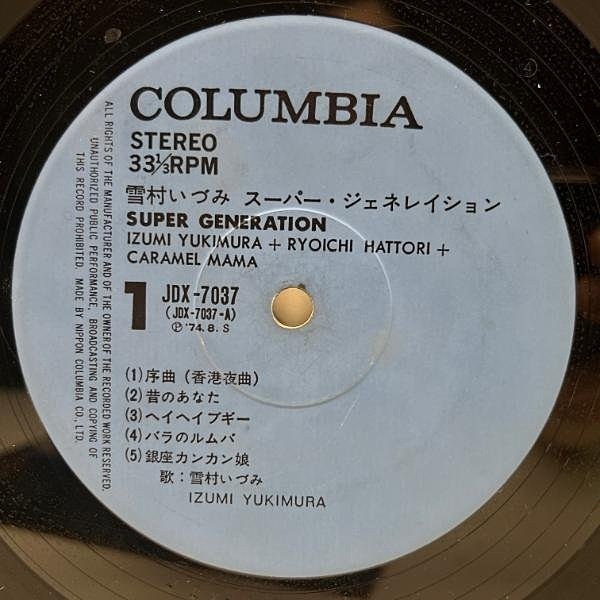 COLUMBIA
STEREO
33⅓RPM
雪村いづみ スーパー・ジェネレイション
SUPER GENERATION
IZUMI YUKIMURA + RYOICHI HATTORI +
CARAMEL MAMA
1 JDX-7037
(JDX-7037-A)
Ⓟ '74. 8. S
(1) 序曲 (香港夜曲)
(2) 昔のあなた
(3) ヘイヘイブギー
(4) バラのルムバ
(5) 銀座カンカン娘
歌：雪村いづみ
IZUMI YUKIMURA
ALL RIGHTS OF THE MANUFACTURER AND OF THE OWNER OF THE RECORDED WORK RESERVED.
UNAUTHORIZED PUBLIC PERFORMANCE, BROADCASTING AND COPYING OF
THIS RECORD PROHIBITED. MADE BY NIPPON COLUMBIA CO., LTD.